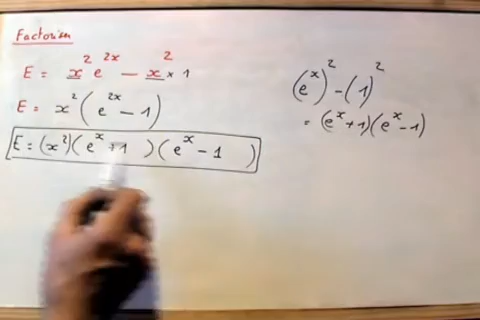 Factoriser
E = x² e^2x − x² × 1
E = x² (e^2x − 1)
E = (x²)(e^x + 1)(e^x − 1)
(e^x)² − (1)²
= (e^x + 1)(e^x − 1)